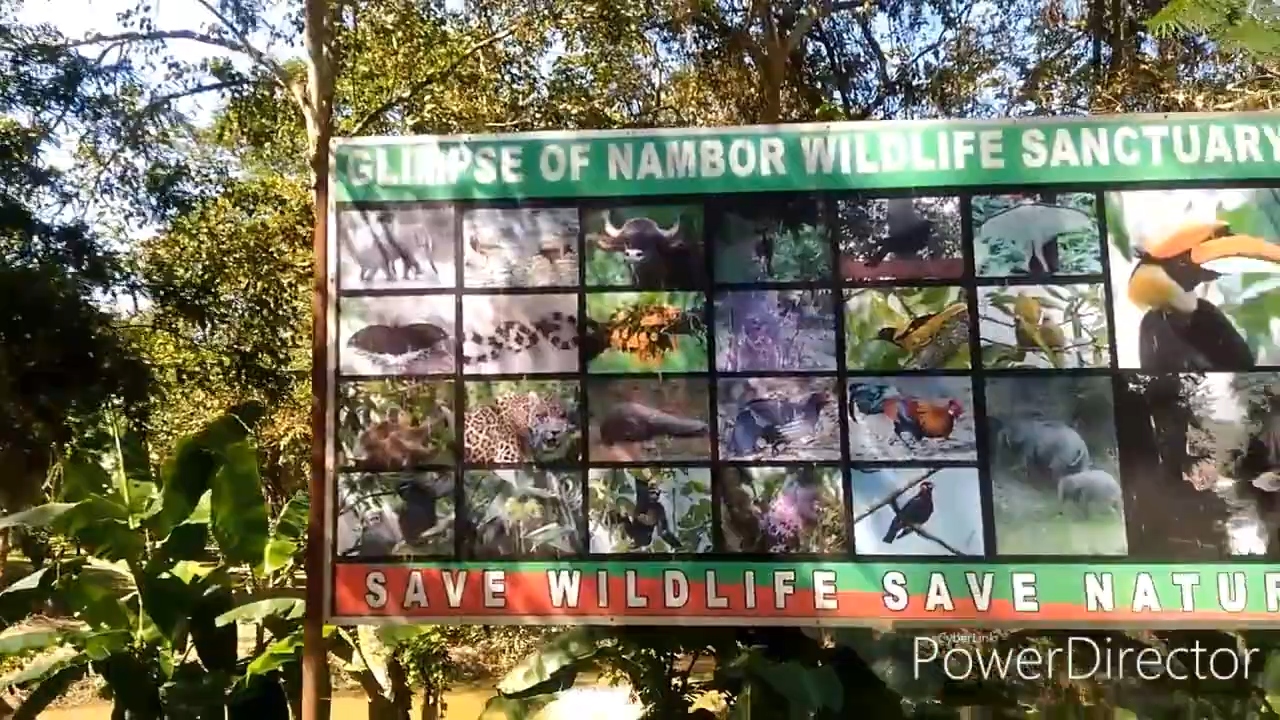 GLIMPSE OF NAMBOR WILDLIFE SANCTUARY
SAVE WILDLIFE SAVE NATUR
CyberLink
PowerDirector